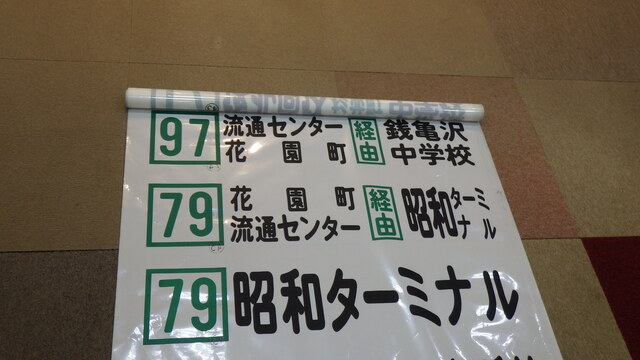 97 流通センター 花園町 経由 銭亀沢 中学校
79 花園町 流通センター 経由 昭和ターミナル
79 昭和ターミナル